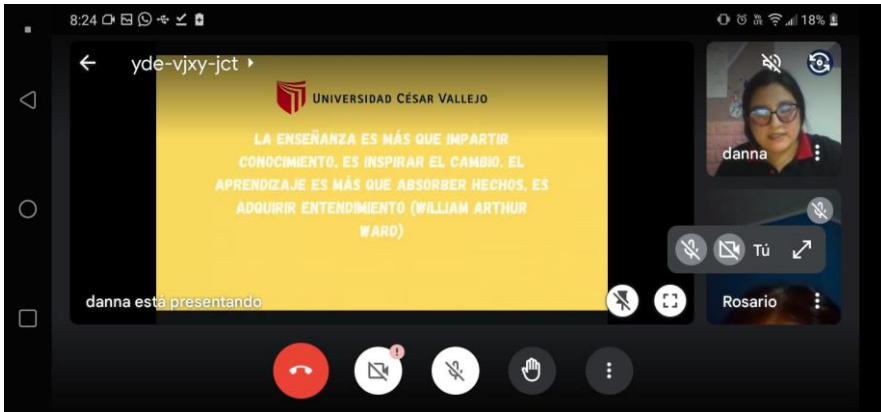 8:24
18%
yde-vjxy-jct
UNIVERSIDAD CÉSAR VALLEJO
LA ENSEÑANZA ES MÁS QUE IMPARTIR
CONOCIMIENTO. ES INSPIRAR EL CAMBIO. EL
APRENDIZAJE ES MÁS QUE ABSORBER HECHOS, ES
ADQUIRIR ENTENDIMIENTO (WILLIAM ARTHUR
WARD)
danna está presentando
danna
Tú
Rosario